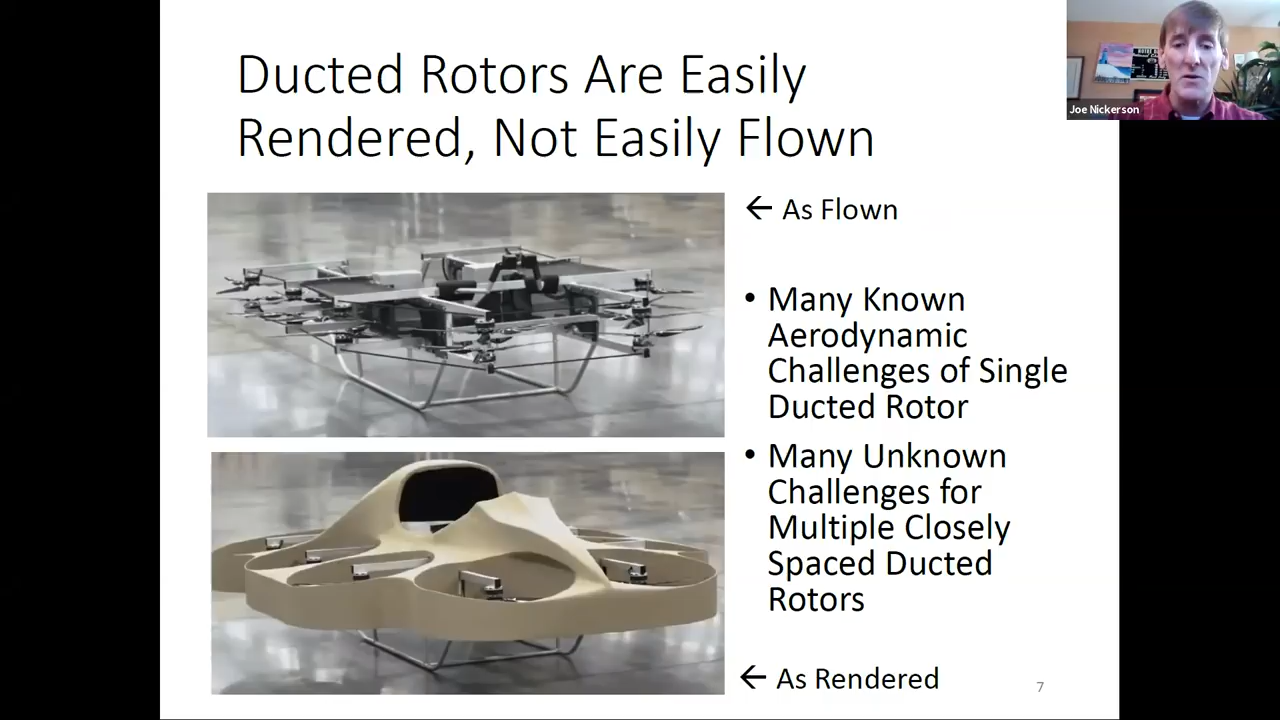 Ducted Rotors Are Easily
Rendered, Not Easily Flown
Joe Nickerson
← As Flown
• Many Known
Aerodynamic
Challenges of Single
Ducted Rotor
• Many Unknown
Challenges for
Multiple Closely
Spaced Ducted
Rotors
← As Rendered
7